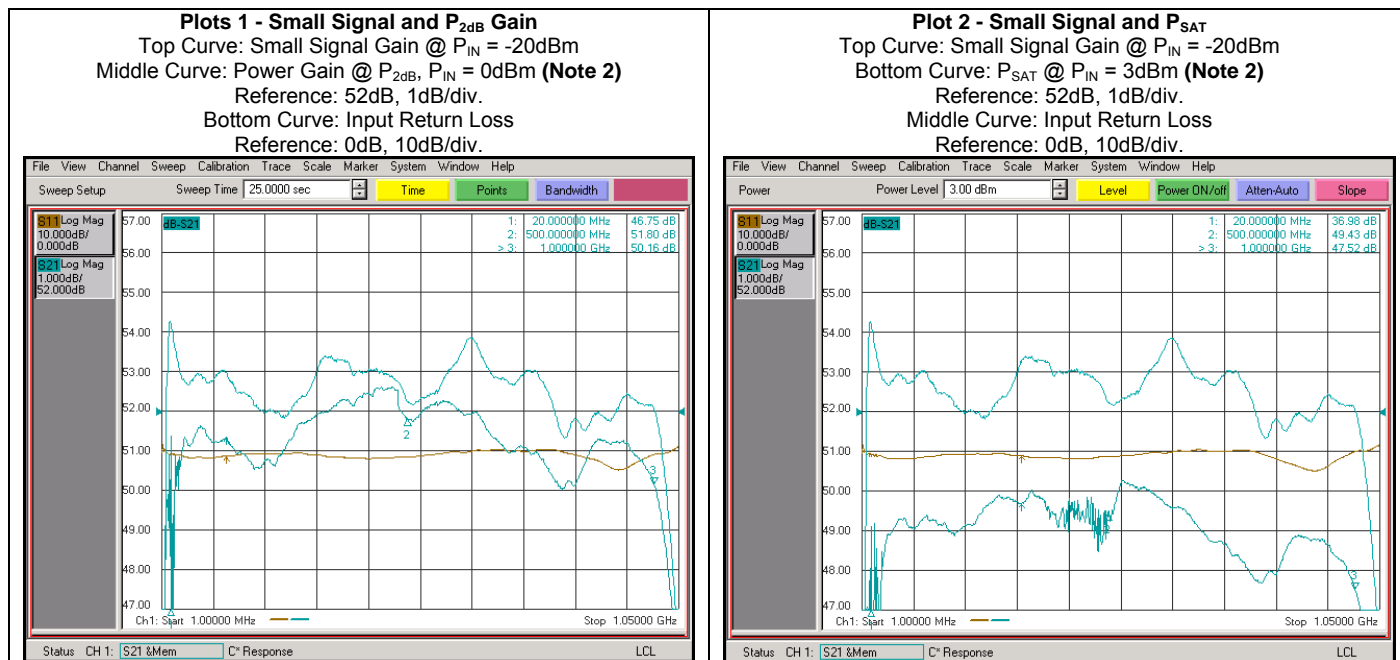 Plots 1 - Small Signal and P2dB Gain
Top Curve: Small Signal Gain @ PIN = -20dBm
Middle Curve: Power Gain @ P2dB, PIN = 0dBm (Note 2)
Reference: 52dB, 1dB/div.
Bottom Curve: Input Return Loss
Reference: 0dB, 10dB/div.
File View Channel Sweep Calibration Trace Scale Marker System Window Help
Sweep Setup Sweep Time 25.0000 sec Time Points Bandwidth
S11 Log Mag
10.000dB/
0.000dB
S21 Log Mag
1.000dB/
52.000dB
57.00
56.00
55.00
54.00
53.00
52.00
51.00
50.00
49.00
48.00
47.00
dB-S21
1: 20.000000 MHz 46.75 dB
2: 500.000000 MHz 51.80 dB
> 3: 1.000000 GHz 50.16 dB
2
3
Ch1: Start 1.00000 MHz Stop 1.05000 GHz
Status CH 1: S21 &Mem C* Response LCL
Plot 2 - Small Signal and PSAT
Top Curve: Small Signal Gain @ PIN = -20dBm
Bottom Curve: PSAT @ PIN = 3dBm (Note 2)
Reference: 52dB, 1dB/div.
Middle Curve: Input Return Loss
Reference: 0dB, 10dB/div.
File View Channel Sweep Calibration Trace Scale Marker System Window Help
Power Power Level 3.00 dBm Level Power ON/off Atten-Auto Slope
S11 Log Mag
10.000dB/
0.000dB
S21 Log Mag
1.000dB/
52.000dB
57.00
56.00
55.00
54.00
53.00
52.00
51.00
50.00
49.00
48.00
47.00
dB-S21
1: 20.000000 MHz 36.98 dB
2: 500.000000 MHz 49.43 dB
> 3: 1.000000 GHz 47.52 dB
3
Ch1: Start 1.00000 MHz Stop 1.05000 GHz
Status CH 1: S21 &Mem C* Response LCL